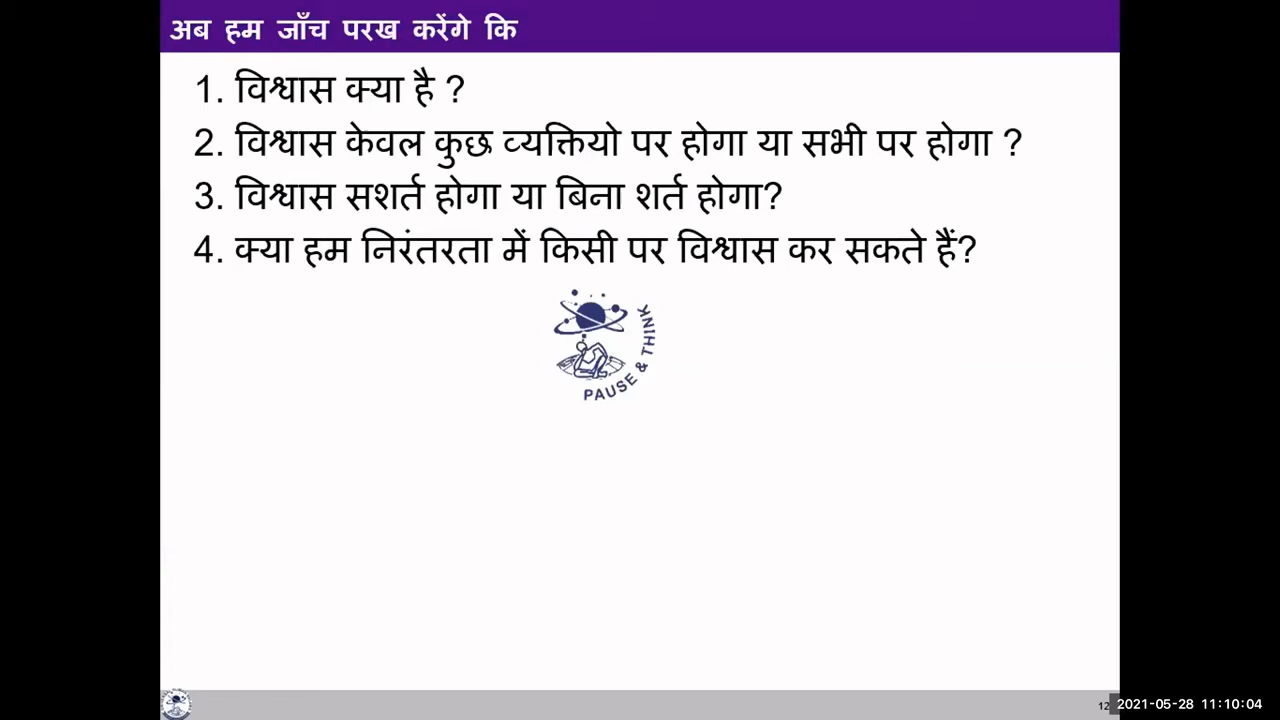 अब हम जाँच परख करेंगे कि
1. विश्वास क्या है ?
2. विश्वास केवल कुछ व्यक्तियो पर होगा या सभी पर होगा ?
3. विश्वास सशर्त होगा या बिना शर्त होगा?
4. क्या हम निरंतरता में किसी पर विश्वास कर सकते हैं?
PAUSE & THINK
12
2021-05-28 11:10:04